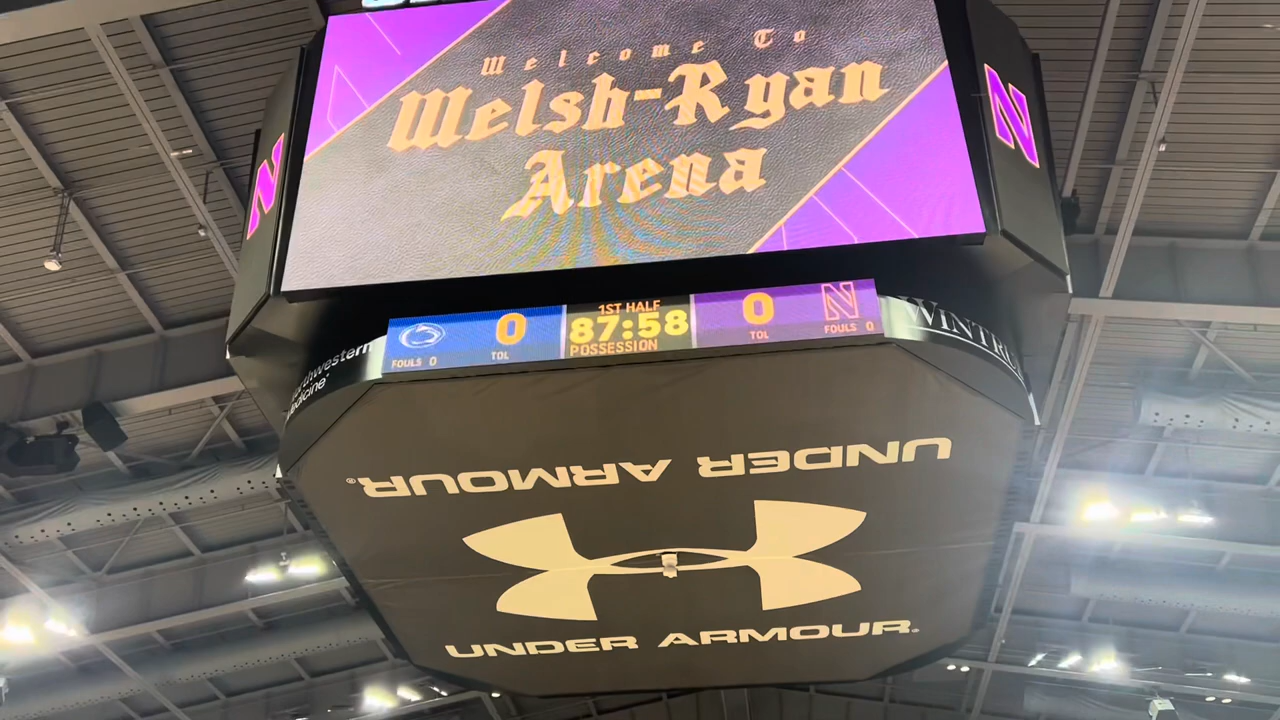 Welcome To
Welsh-Ryan
Arena
N
N
0
1ST HALF
87:58
POSSESSION
0
N
FOULS 0
TOL
TOL
FOULS 0
Medicine
UNDER ARMOUR®
UNDER ARMOUR®